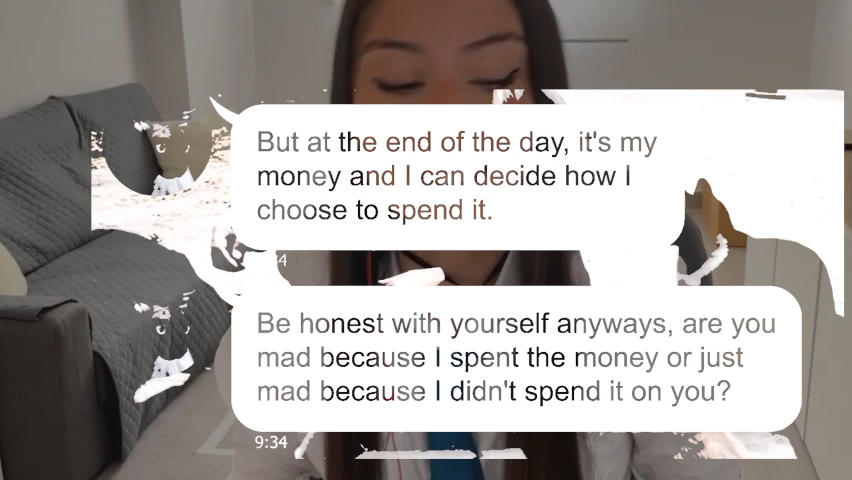 But at the end of the day, it's my
money and I can decide how I
choose to spend it.
Be honest with yourself anyways, are you
mad because I spent the money or just
mad because I didn't spend it on you?
9:34